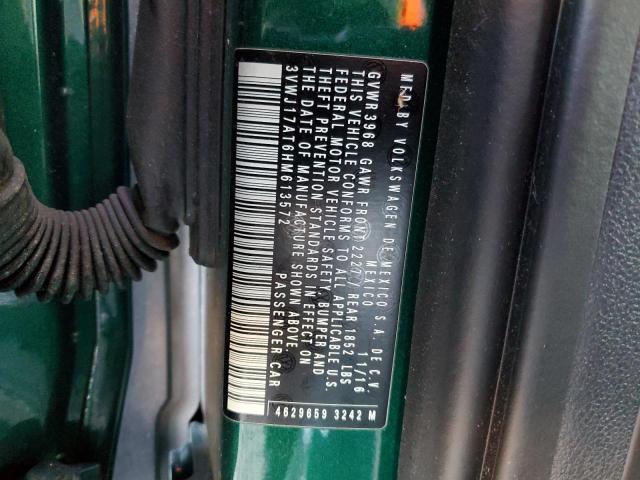 MFD BY VOLKSWAGEN DE MEXICO S.A. DE C.V.
MEXICO 11/16
GVWR 3968 GAWR FRONT 2227/ REAR 1852 LBS
THIS VEHICLE CONFORMS TO ALL APPLICABLE U.S.
FEDERAL MOTOR VEHICLE SAFETY, BUMPER AND
THEFT PREVENTION STANDARDS IN EFFECT ON
THE DATE OF MANUFACTURE SHOWN ABOVE
3VWJ17AT6HM613572 PASSENGER CAR
4629659 3242 M